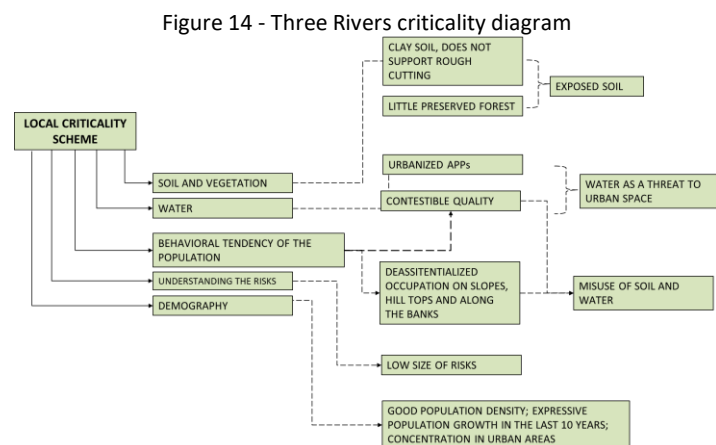 Figure 14 - Three Rivers criticality diagram
CLAY SOIL, DOES NOT
SUPPORT ROUGH
CUTTING
EXPOSED SOIL
LITTLE PRESERVED FOREST
LOCAL CRITICALITY
SCHEME
URBANIZED APPs
WATER AS A THREAT TO
URBAN SPACE
SOIL AND VEGETATION
WATER
CONTESTIBLE QUALITY
BEHAVIORAL TENDENCY OF THE
POPULATION
UNDERSTANDING THE RISKS
DEMOGRAPHY
DEASSITENTIALIZED
OCCUPATION ON SLOPES,
HILL TOPS AND ALONG
THE BANKS
MISUSE OF SOIL AND
WATER
LOW SIZE OF RISKS
GOOD POPULATION DENSITY; EXPRESSIVE
POPULATION GROWTH IN THE LAST 10 YEARS;
CONCENTRATION IN URBAN AREAS